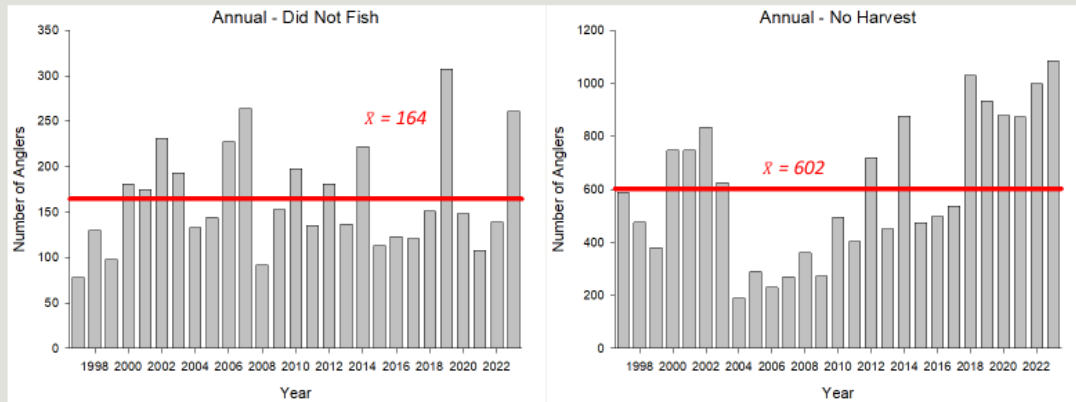 Annual - Did Not Fish
350
300
250
200
150
100
50
0
Number of Anglers
X̄ = 164
1998 2000 2002 2004 2006 2008 2010 2012 2014 2016 2018 2020 2022
Year
Annual - No Harvest
1200
1000
800
600
400
200
0
Number of Anglers
X̄ = 602
1998 2000 2002 2004 2006 2008 2010 2012 2014 2016 2018 2020 2022
Year